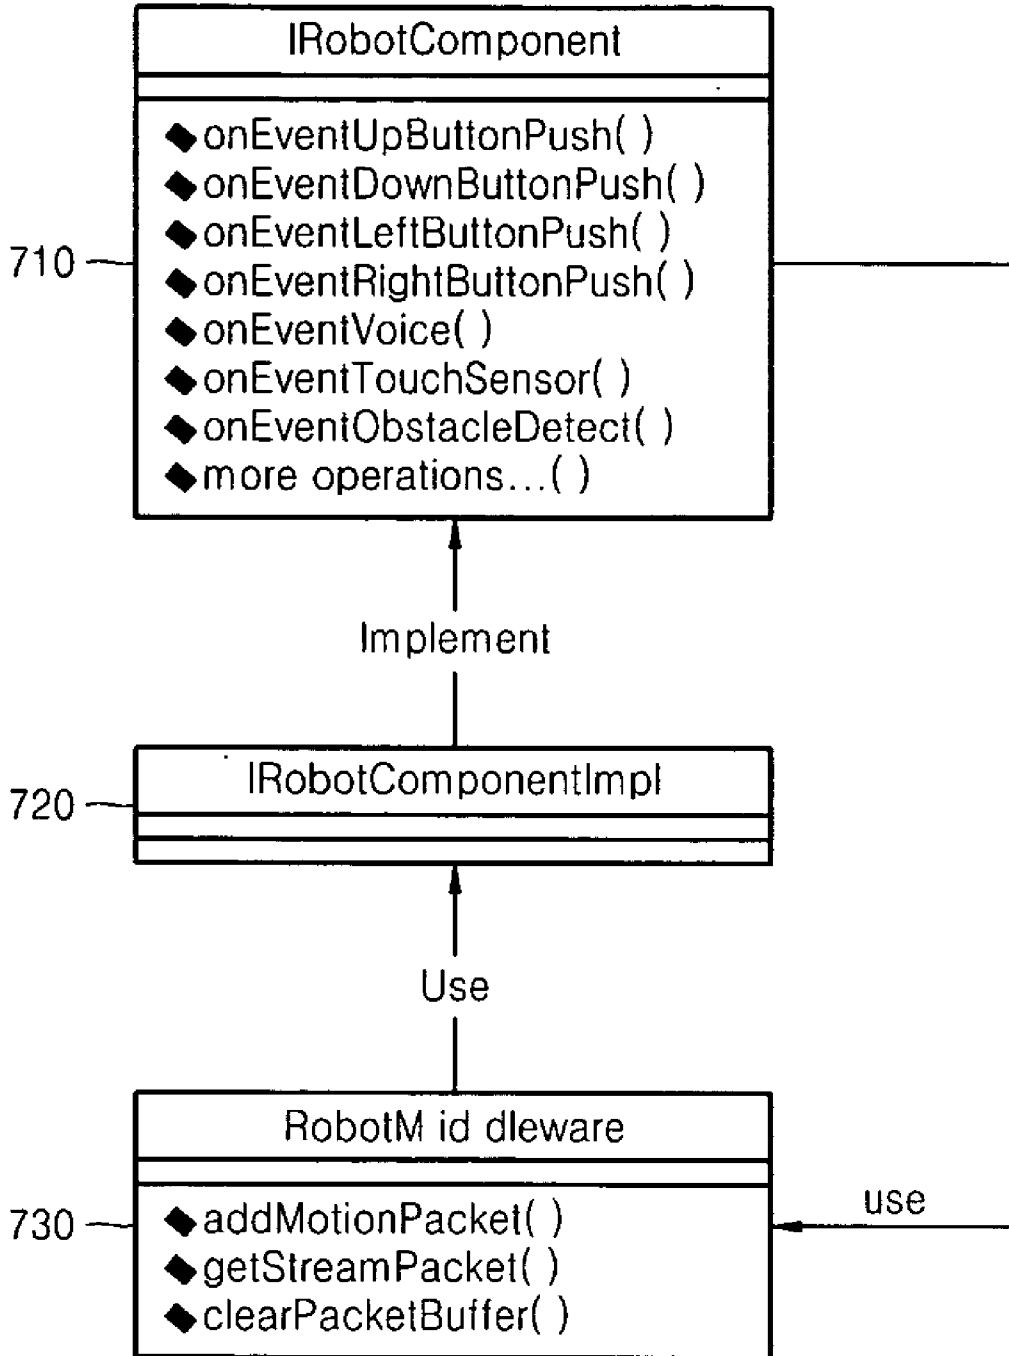 IRobotComponent
onEventUpButtonPush( )
onEventDownButtonPush( )
onEventLeftButtonPush( )
710
onEventRightButtonPush( )
onEventVoice( )
onEventTouchSensor( )
onEventObstacleDetect( )
more operations...( )
Implement
IRobotComponentImpl
720
Use
RobotM id dleware
730
addMotionPacket( )
use
getStreamPacket( )
clearPacketBuffer( )